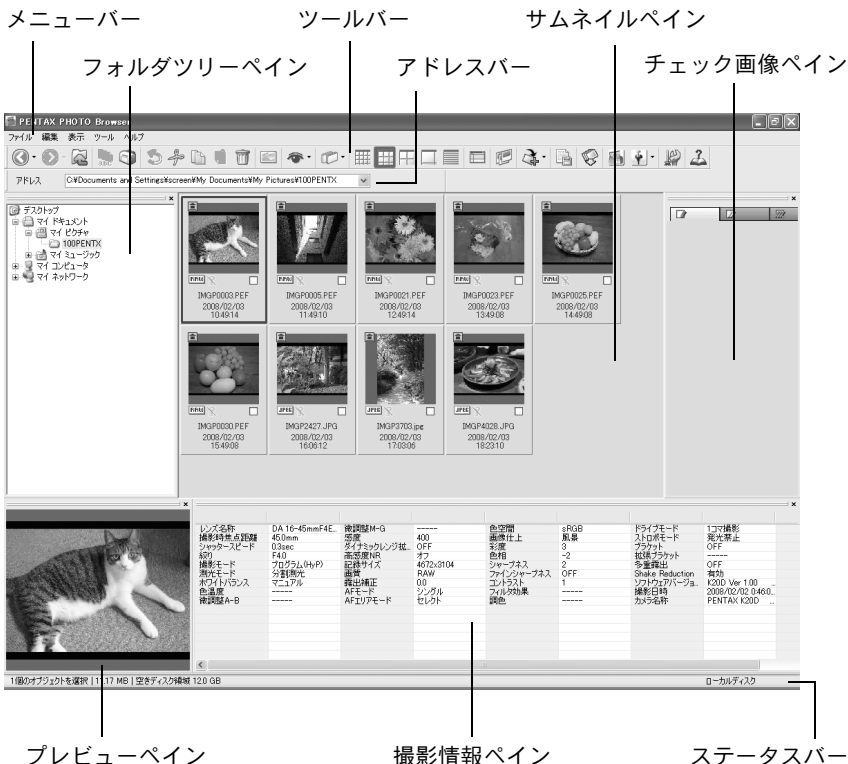 メニューバー ツールバー サムネイルペイン
フォルダツリーペイン アドレスバー チェック画像ペイン
PENTAX PHOTO Browser
ファイル 編集 表示 ツール ヘルプ
アドレス C:¥Documents and Settings¥screen¥My Documents¥My Pictures¥100PENTX
デスクトップ
マイ ドキュメント
マイ ピクチャ
100PENTX
マイ ミュージック
マイ コンピュータ
マイ ネットワーク
RAW RAW RAW RAW RAW
IMGP0003.PEF IMGP0005.PEF IMGP0021.PEF IMGP0023.PEF IMGP0025.PEF
2008/02/03 2008/02/03 2008/02/03 2008/02/03 2008/02/03
10:49:14 11:49:10 12:49:14 13:49:08 14:49:08
RAW JPEG JPEG JPEG
IMGP0030.PEF IMGP2427.JPG IMGP3703.jpg IMGP4028.JPG
2008/02/03 2008/02/03 2008/02/03 2008/02/03
15:49:08 16:06:12 17:03:06 18:23:10
レンズ名称 DA 16-45mmF4E.. 微調整M-G ----- 色空間 sRGB ドライブモード 1コマ撮影
撮影時焦点距離 45.0mm 感度 400 画像仕上 風景 ストロボモード 発光禁止
シャッタースピード 0.3sec ダイナミックレンジ拡.. OFF 彩度 3 ブラケット OFF
絞り F4.0 高感度NR オフ 色相 -2 拡張ブラケット -----
撮影モード プログラム(HyP) 記録サイズ 4672x3104 シャープネス 2 多重露出 OFF
測光モード 分割測光 画質 RAW ファインシャープネス OFF Shake Reduction 有効
ホワイトバランス マニュアル 露出補正 0.0 コントラスト 1 ソフトウェアバージョ.. K20D Ver 1.00 ..
色温度 ----- AFモード シングル フィルタ効果 ----- 撮影日時 2008/02/02 0:46:0..
微調整A-B ----- AFエリアモード セレクト 調色 ----- カメラ名称 PENTAX K20D ..
1個のオブジェクトを選択 | 11.17 MB | 空きディスク領域 12.0 GB ローカルディスク
プレビューペイン 撮影情報ペイン ステータスバー